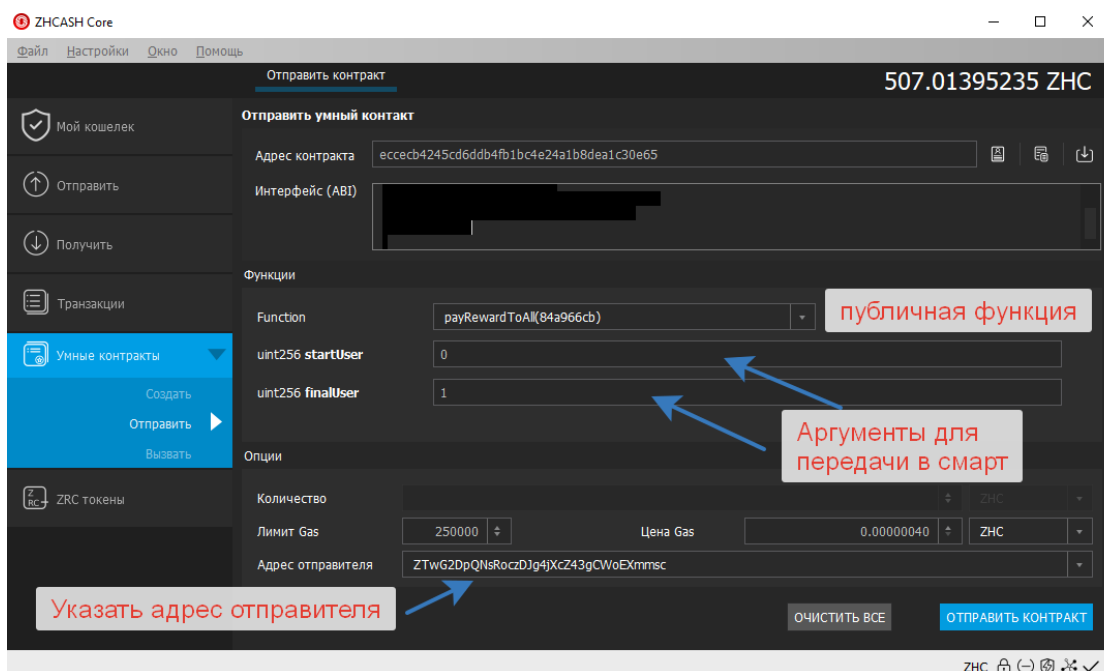 ZHCASH Core
Файл Настройки Окно Помощь
Отправить контракт
507.01395235 ZHC
Мой кошелек
Отправить
Получить
Транзакции
Умные контракты
Создать
Отправить
Вызвать
ZRC токены
Отправить умный контакт
Адрес контракта eccecb4245cd6ddb4fb1bc4e24a1b8dea1c30e65
Интерфейс (ABI)
Функции
Function payRewardToAll(84a966cb)
публичная функция
uint256 startUser 0
uint256 finalUser 1
Аргументы для
передачи в смарт
Опции
Количество ZHC
Лимит Gas 250000 Цена Gas 0.00000040 ZHC
Адрес отправителя ZTwG2DpQNsRoczDJg4jXcZ43gCWoEXmmsc
Указать адрес отправителя
ОЧИСТИТЬ ВСЕ ОТПРАВИТЬ КОНТРАКТ
ZHC